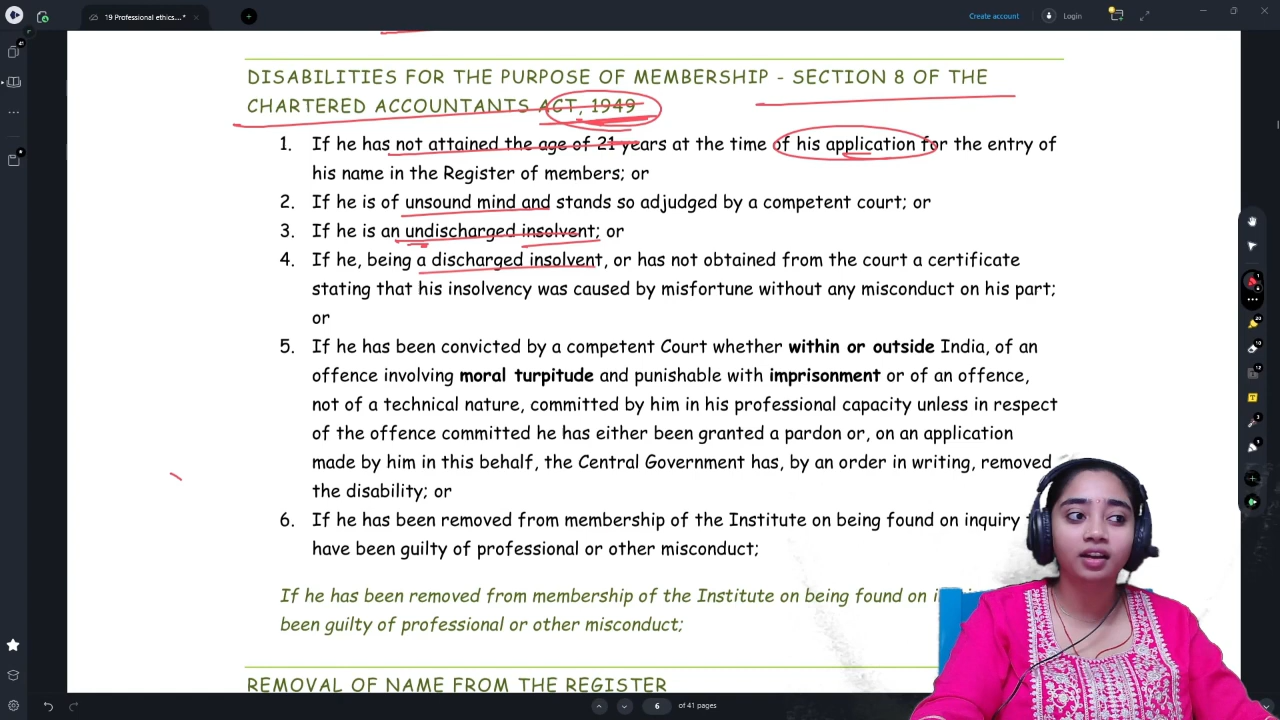 19 Professional ethics....*
Create account
Login
DISABILITIES FOR THE PURPOSE OF MEMBERSHIP - SECTION 8 OF THE
CHARTERED ACCOUNTANTS ACT, 1949
1. If he has not attained the age of 21 years at the time of his application for the entry of
his name in the Register of members; or
2. If he is of unsound mind and stands so adjudged by a competent court; or
3. If he is an undischarged insolvent; or
4. If he, being a discharged insolvent, or has not obtained from the court a certificate
stating that his insolvency was caused by misfortune without any misconduct on his part;
or
5. If he has been convicted by a competent Court whether within or outside India, of an
offence involving moral turpitude and punishable with imprisonment or of an offence,
not of a technical nature, committed by him in his professional capacity unless in respect
of the offence committed he has either been granted a pardon or, on an application
made by him in this behalf, the Central Government has, by an order in writing, removed
the disability; or
6. If he has been removed from membership of the Institute on being found on inquiry
have been guilty of professional or other misconduct;
If he has been removed from membership of the Institute on being found on
been guilty of professional or other misconduct;
REMOVAL OF NAME FROM THE REGISTER
6 of 41 pages